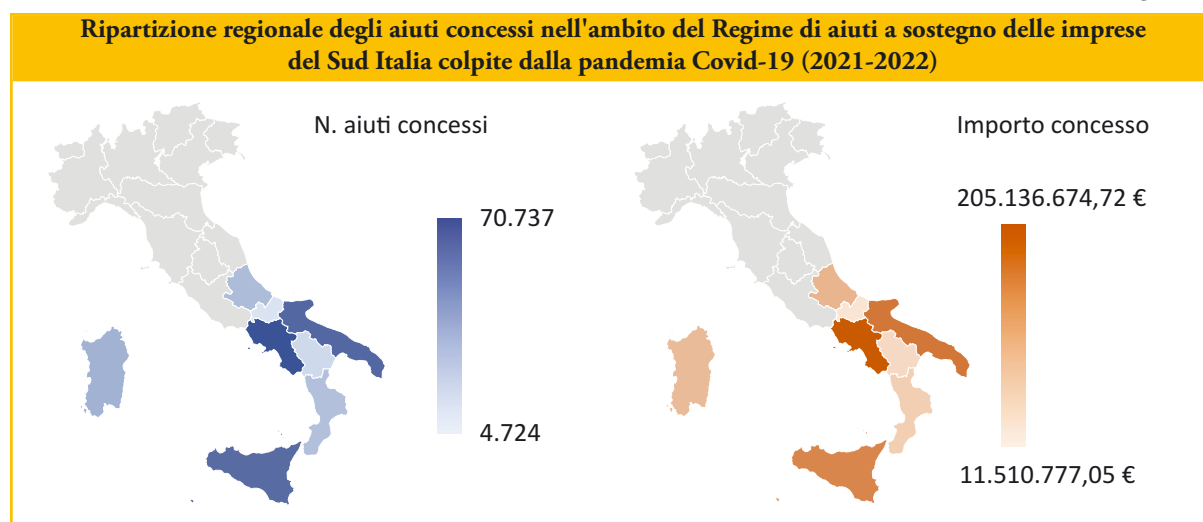 Ripartizione regionale degli aiuti concessi nell'ambito del Regime di aiuti a sostegno delle imprese
del Sud Italia colpite dalla pandemia Covid-19 (2021-2022)
N. aiuti concessi
70.737
4.724
Importo concesso
205.136.674,72 €
11.510.777,05 €